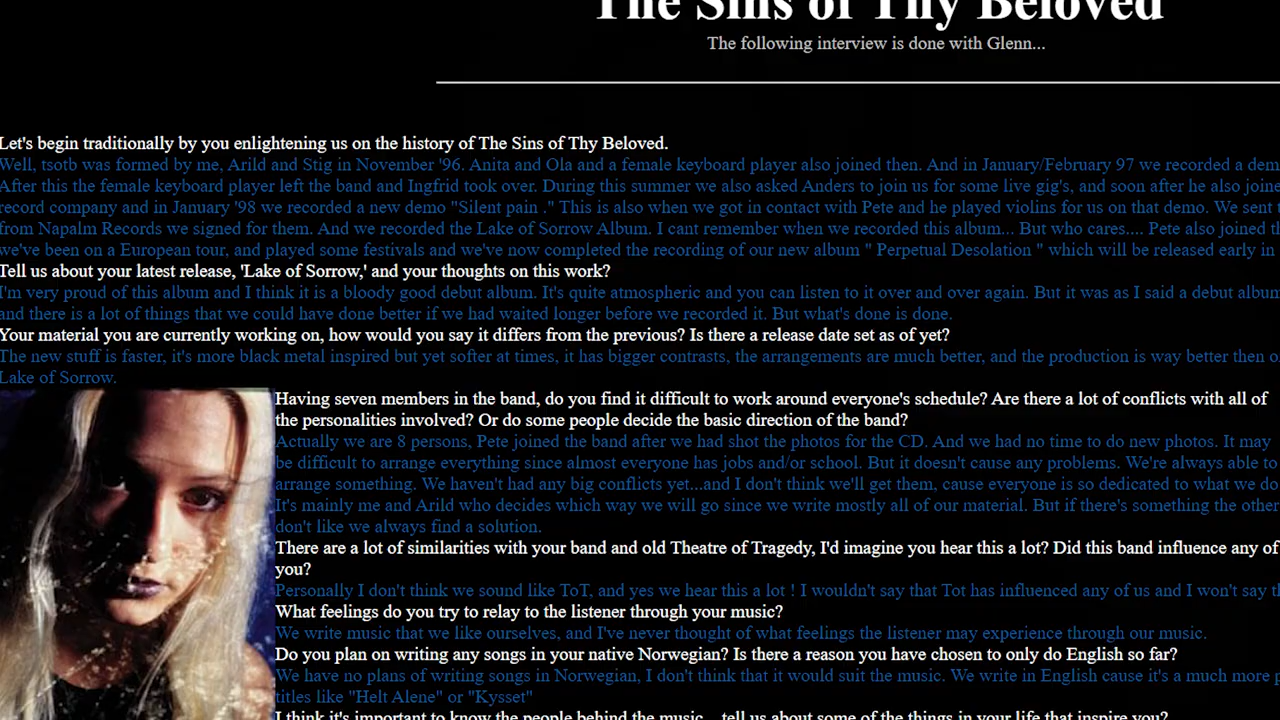 The Sins of Thy Beloved
The following interview is done with Glenn...
Let's begin traditionally by you enlightening us on the history of The Sins of Thy Beloved.
Well, tsotb was formed by me, Arild and Stig in November '96. Anita and Ola and a female keyboard player also joined then. And in January/February 97 we recorded a dem
After this the female keyboard player left the band and Ingfrid took over. During this summer we also asked Anders to join us for some live gig's, and soon after he also joine
record company and in January '98 we recorded a new demo "Silent pain ." This is also when we got in contact with Pete and he played violins for us on that demo. We sent t
from Napalm Records we signed for them. And we recorded the Lake of Sorrow Album. I cant remember when we recorded this album... But who cares.... Pete also joined th
we've been on a European tour, and played some festivals and we've now completed the recording of our new album " Perpetual Desolation " which will be released early in
Tell us about your latest release, 'Lake of Sorrow,' and your thoughts on this work?
I'm very proud of this album and I think it is a bloody good debut album. It's quite atmospheric and you can listen to it over and over again. But it was as I said a debut album
and there is a lot of things that we could have done better if we had waited longer before we recorded it. But what's done is done.
Your material you are currently working on, how would you say it differs from the previous? Is there a release date set as of yet?
The new stuff is faster, it's more black metal inspired but yet softer at times, it has bigger contrasts, the arrangements are much better, and the production is way better then o
Lake of Sorrow.
Having seven members in the band, do you find it difficult to work around everyone's schedule? Are there a lot of conflicts with all of
the personalities involved? Or do some people decide the basic direction of the band?
Actually we are 8 persons, Pete joined the band after we had shot the photos for the CD. And we had no time to do new photos. It may
be difficult to arrange everything since almost everyone has jobs and/or school. But it doesn't cause any problems. We're always able to
arrange something. We haven't had any big conflicts yet...and I don't think we'll get them, cause everyone is so dedicated to what we do
It's mainly me and Arild who decides which way we will go since we write mostly all of our material. But if there's something the other
don't like we always find a solution.
There are a lot of similarities with your band and old Theatre of Tragedy, I'd imagine you hear this a lot? Did this band influence any of
you?
Personally I don't think we sound like ToT, and yes we hear this a lot ! I wouldn't say that Tot has influenced any of us and I won't say th
What feelings do you try to relay to the listener through your music?
We write music that we like ourselves, and I've never thought of what feelings the listener may experience through our music.
Do you plan on writing any songs in your native Norwegian? Is there a reason you have chosen to only do English so far?
We have no plans of writing songs in Norwegian, I don't think that it would suit the music. We write in English cause it's a much more p
titles like "Helt Alene" or "Kysset"
I think it's important to know the people behind the music... tell us about some of the things in your life that inspire you?